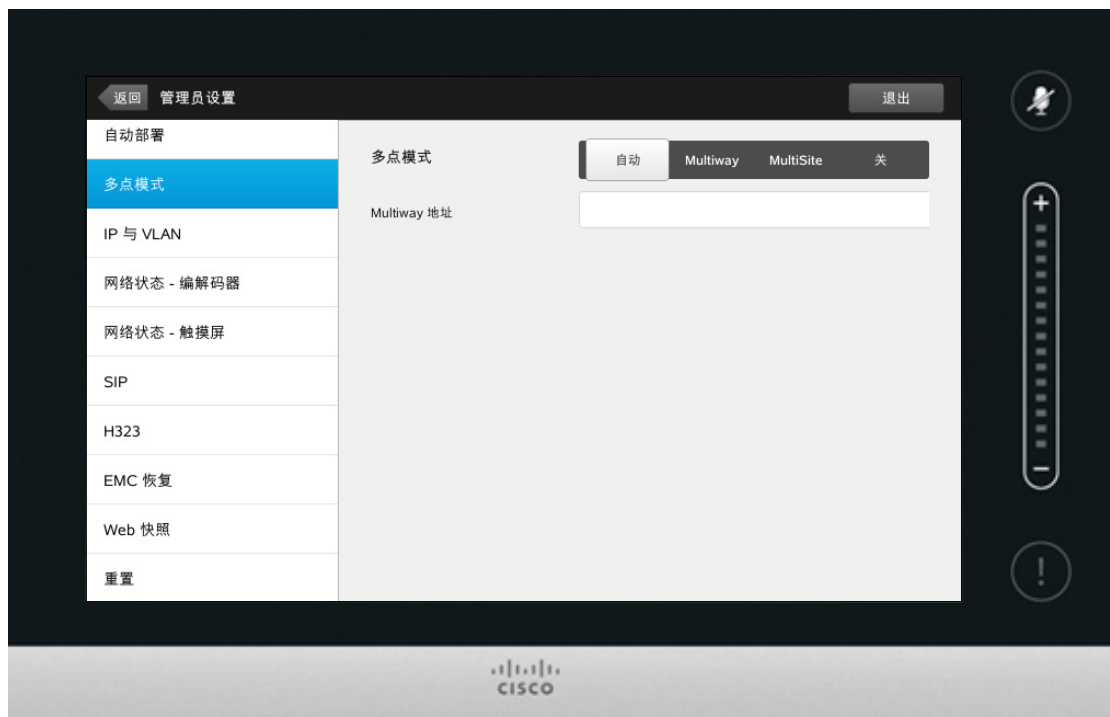 返回 管理员设置 退出
自动部署
多点模式
IP 与 VLAN
网络状态 - 编解码器
网络状态 - 触摸屏
SIP
H323
EMC 恢复
Web 快照
重置
多点模式 自动 Multiway MultiSite 关
Multiway 地址
+
−
!
CISCO